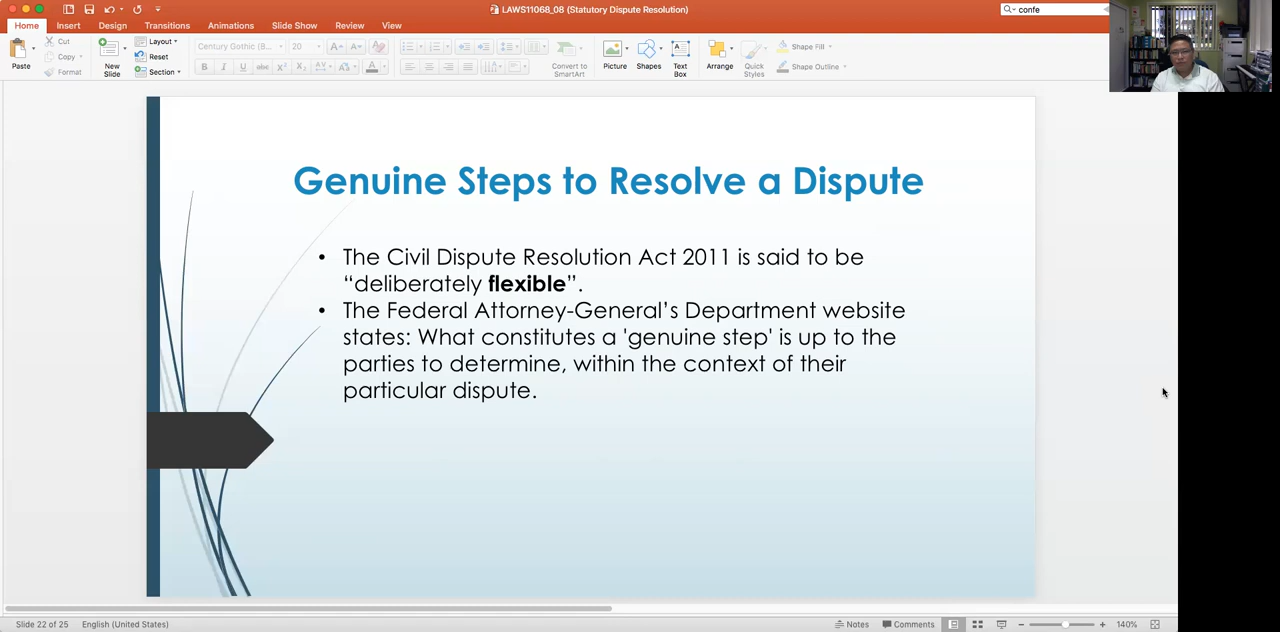 LAWS11068_08 (Statutory Dispute Resolution)
confe
Home Insert Design Transitions Animations Slide Show Review View
Paste
Cut
Copy
Format
New Slide
Layout
Reset
Section
Century Gothic (B... 20
Convert to SmartArt
Picture
Shapes
Text Box
Arrange
Quick Styles
Shape Fill
Shape Outline
Genuine Steps to Resolve a Dispute
• The Civil Dispute Resolution Act 2011 is said to be
“deliberately flexible”.
• The Federal Attorney-General’s Department website
states: What constitutes a 'genuine step' is up to the
parties to determine, within the context of their
particular dispute.
Slide 22 of 25 English (United States) Notes Comments 140%